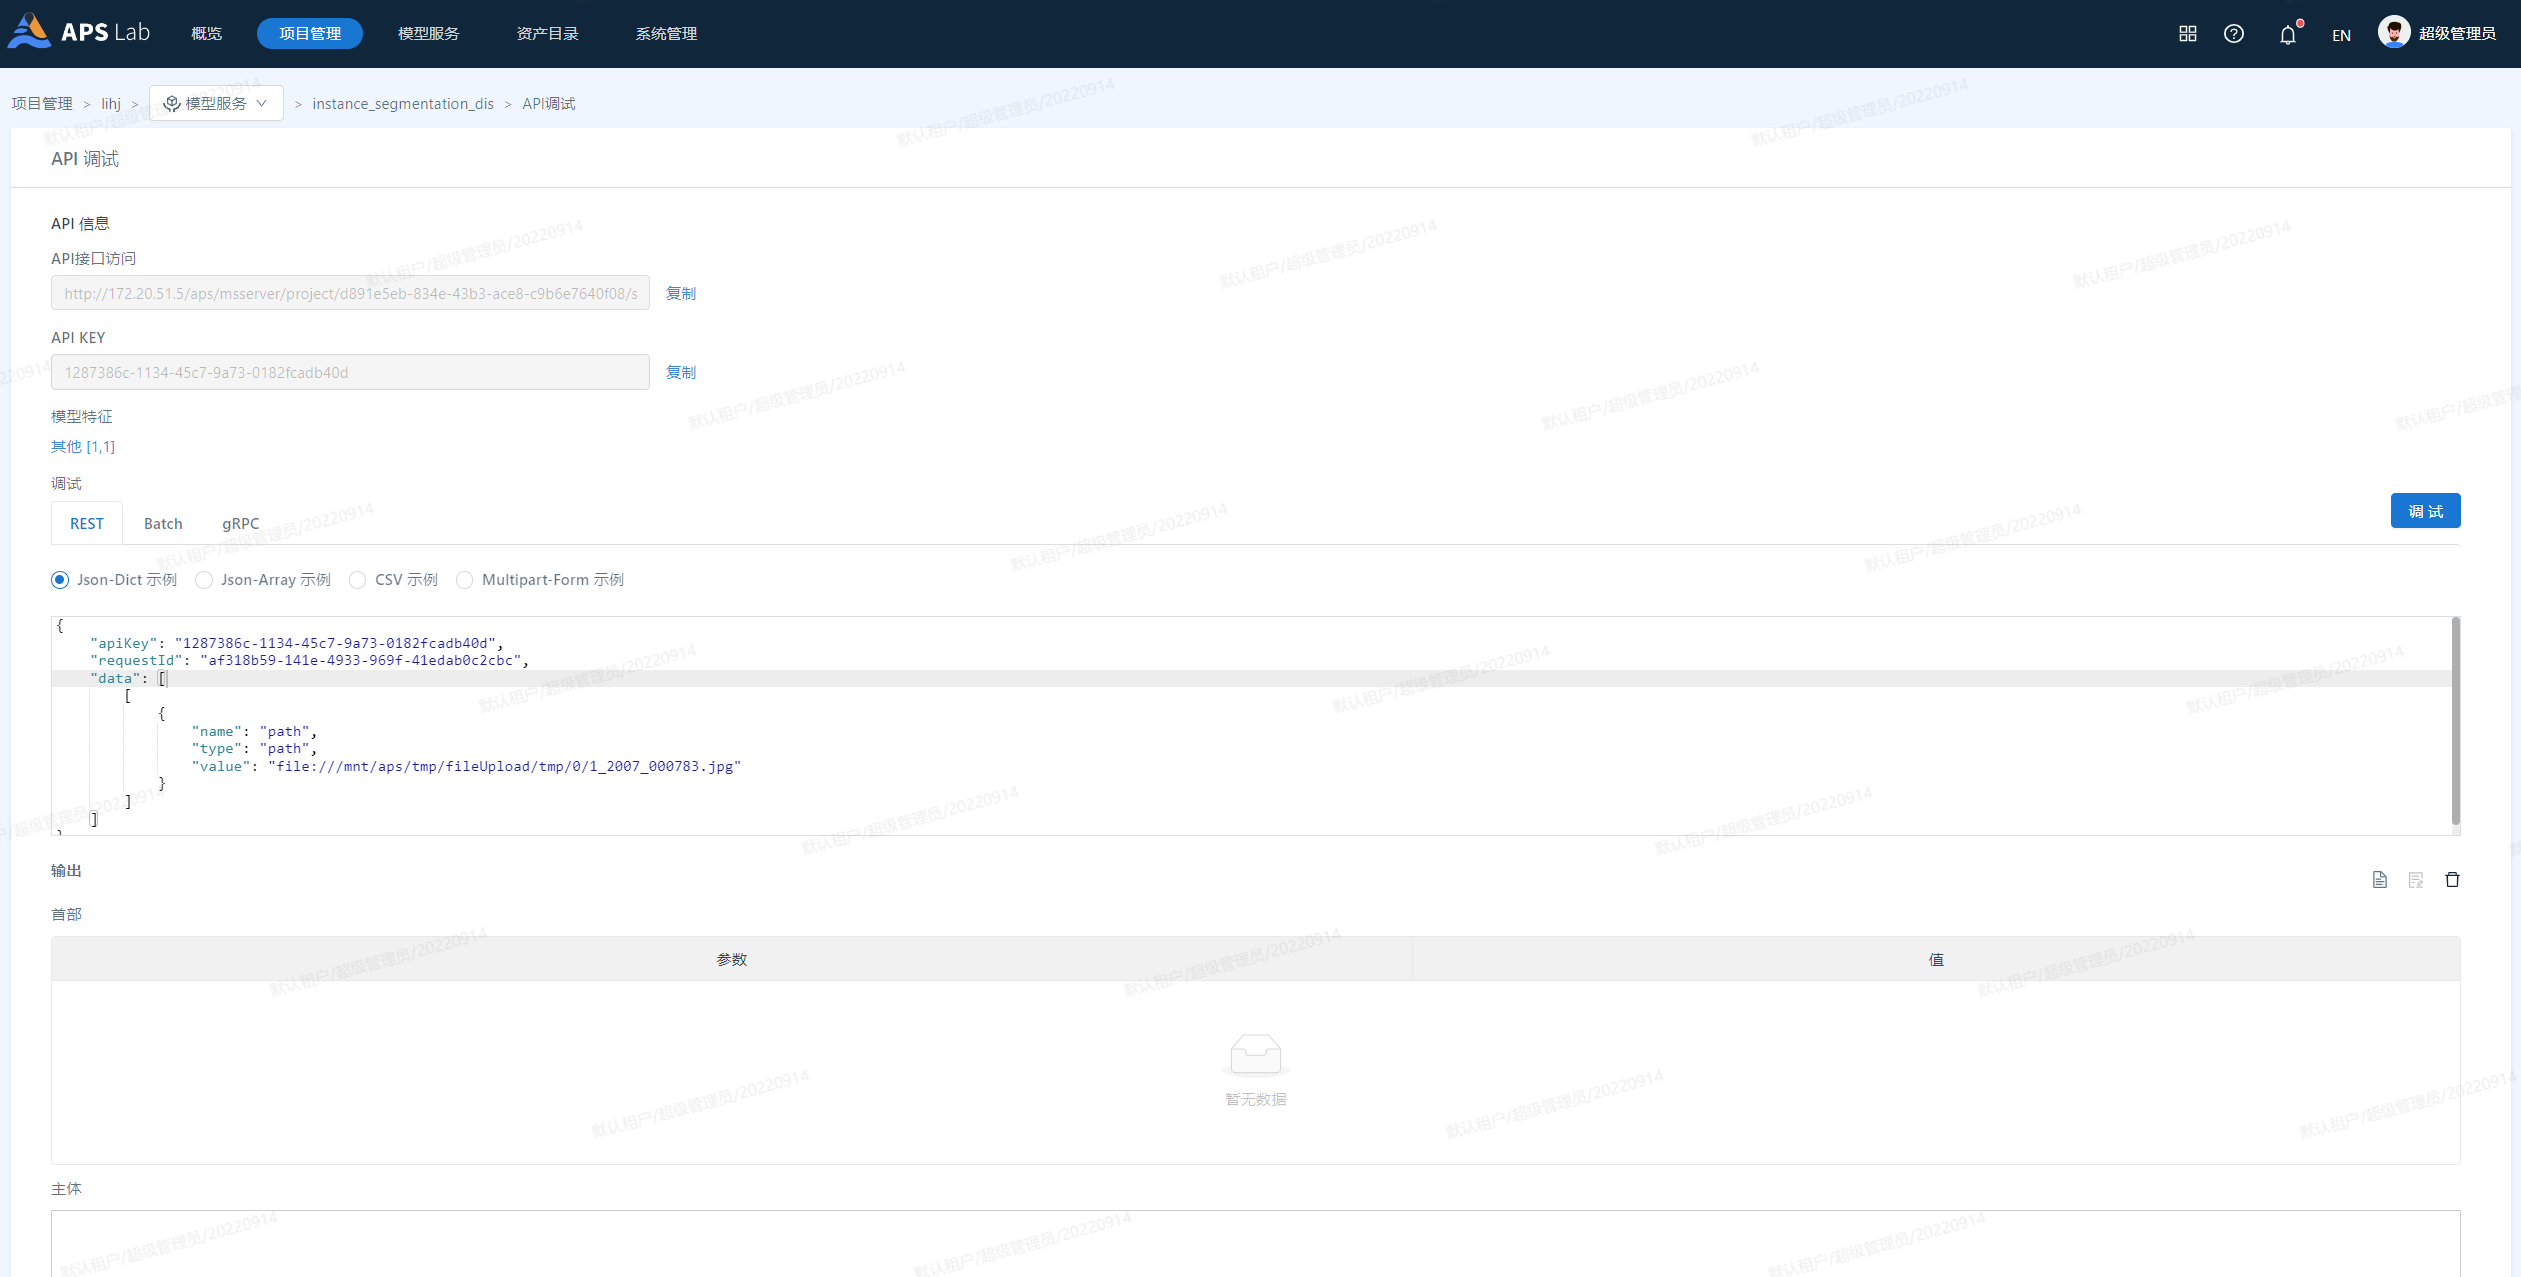 APS Lab 概览 项目管理 模型服务 资产目录 系统管理 EN 超级管理员
项目管理 > lihj > 模型服务 > instance_segmentation_dis > API调试
API 调试
API 信息
API接口访问
http://172.20.51.5/aps/msserver/project/d891e5eb-834e-43b3-ace8-c9b6e7640f08/s 复制
API KEY
1287386c-1134-45c7-9a73-0182fcadb40d 复制
模型特征
其他 [1,1]
调试
REST Batch gRPC 调 试
Json-Dict 示例 Json-Array 示例 CSV 示例 Multipart-Form 示例
{
"apiKey": "1287386c-1134-45c7-9a73-0182fcadb40d",
"requestId": "af318b59-141e-4933-969f-41edab0c2cbc",
"data": [
[
{
"name": "path",
"type": "path",
"value": "file:///mnt/aps/tmp/fileUpload/tmp/0/1_2007_000783.jpg"
}
]
]
}
输出
首部
参数 值
暂无数据
主体
默认租户/超级管理员/20220914